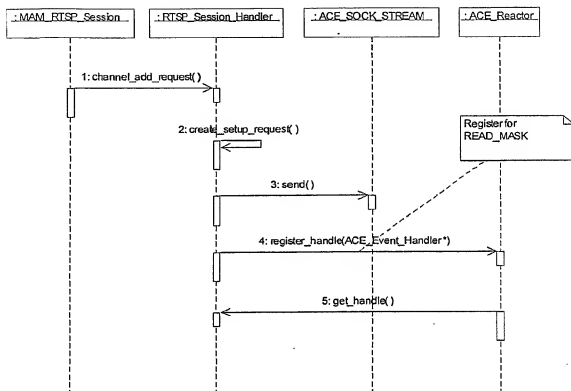 : MAM_RTSP_Session
: RTSP_Session_Handler
: ACE_SOCK_STREAM
: ACE_Reactor
1: channel_add_request()
2: create_setup_request()
Register for
READ_MASK
3: send()
4: register_handle(ACE_Event_Handler*)
5: get_handle()